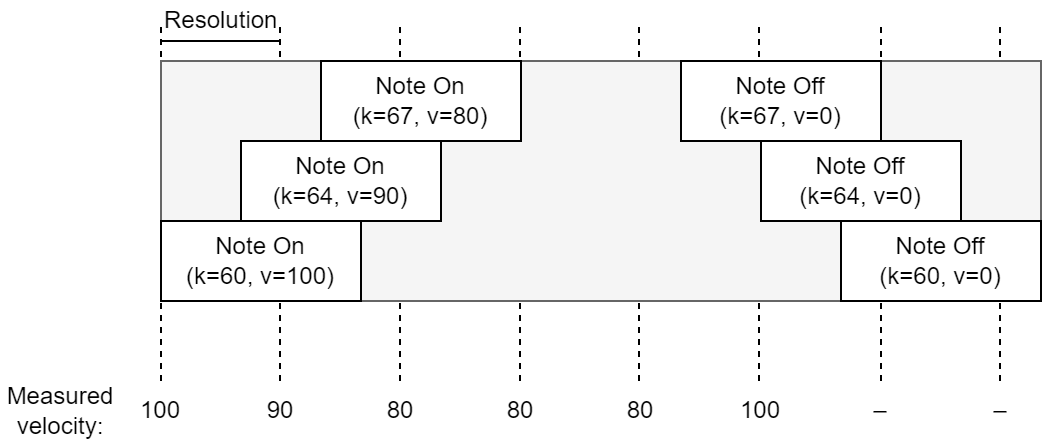 Resolution
Note On
(k=67, v=80)
Note Off
(k=67, v=0)
Note On
(k=64, v=90)
Note Off
(k=64, v=0)
Note On
(k=60, v=100)
Note Off
(k=60, v=0)
Measured
velocity:
100 90 80 80 80 100 – –